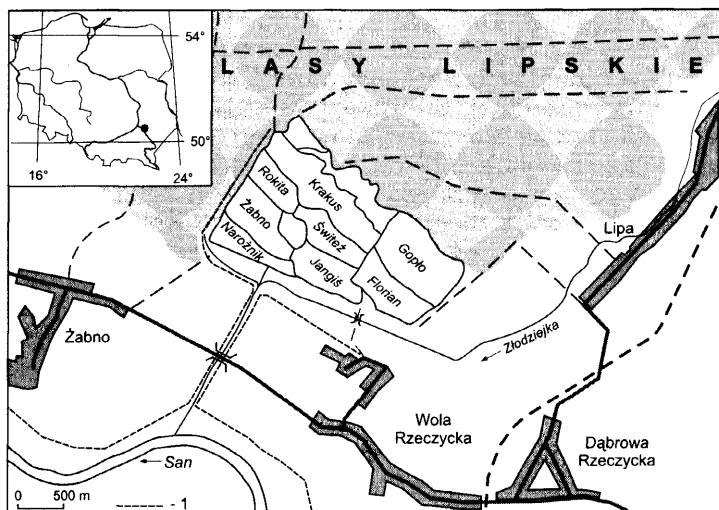 54°
50°
16°
24°
LASY LIPSKIE
Rokita
Krakus
Żabno
Świteź
Gopło
Narożnik
Jangiś
Florian
Lipa
Żabno
Złodziejka
Wola
Rzeczycka
Dąbrowa
Rzeczycka
San
0 500 m
- 1